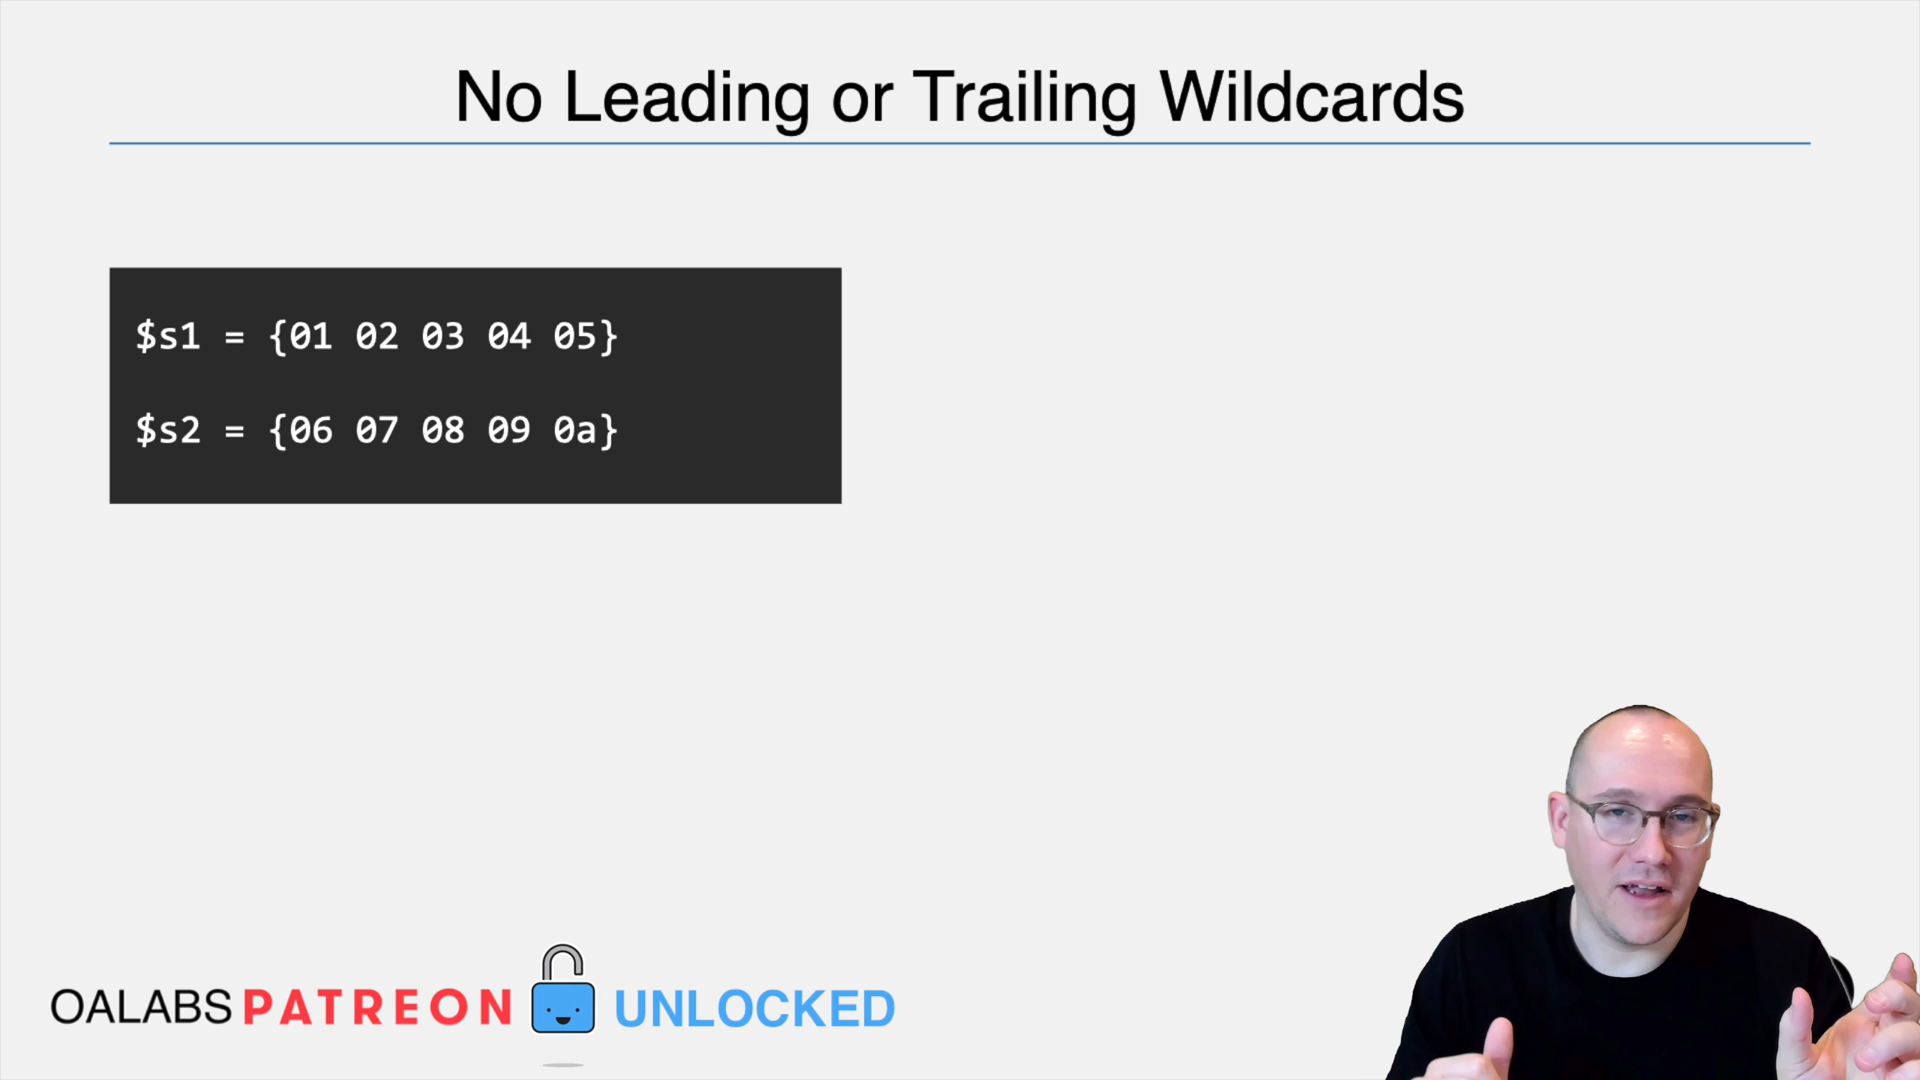 No Leading or Trailing Wildcards
$s1 = {01 02 03 04 05}
$s2 = {06 07 08 09 0a}
OALABS PATREON UNLOCKED